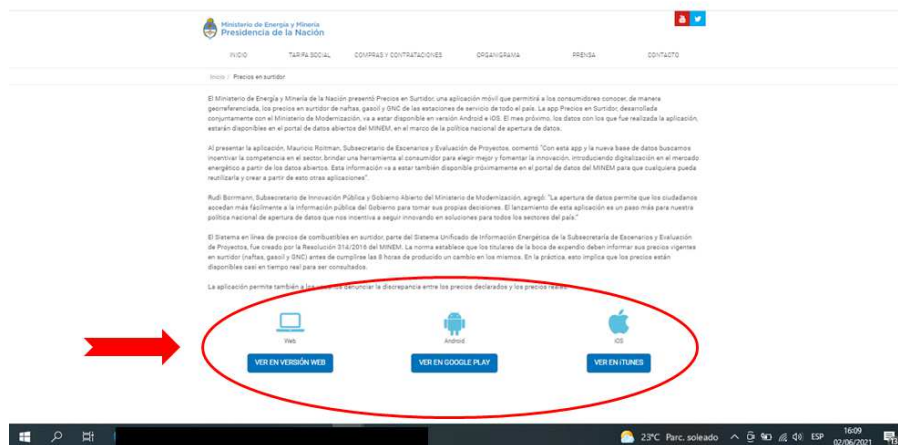 Ministerio de Energía y Minería
Presidencia de la Nación
INICIO TARIFA SOCIAL COMPRAS Y CONTRATACIONES ORGANIGRAMA PRENSA CONTACTO
Inicio / Precios en surtidor
El Ministerio de Energía y Minería de la Nación presentó Precios en Surtidor, una aplicación móvil que permitirá a los consumidores conocer, de manera
georreferenciada, los precios en surtidor de naftas, gasoil y GNC de las estaciones de servicio de todo el país. La app Precios en Surtidor, desarrollada
conjuntamente con el Ministerio de Modernización, va a estar disponible en versión Android e iOS. El mes próximo, los datos con los que fue realizada la aplicación,
estarán disponibles en el portal de datos abiertos del MINEM, en el marco de la política nacional de apertura de datos.
Al presentar la aplicación, Mauricio Roitman, Subsecretario de Escenarios y Evaluación de Proyectos, comentó "Con esta app y la nueva base de datos buscamos
incentivar la competencia en el sector, brindar una herramienta al consumidor para elegir mejor y fomentar la innovación, introduciendo digitalización en el mercado
energético a partir de los datos abiertos. Esta información va a estar también disponible próximamente en el portal de datos del MINEM para que cualquiera pueda
reutilizarla y crear a partir de esto otras aplicaciones".
Rudi Borrmann, Subsecretario de Innovación Pública y Gobierno Abierto del Ministerio de Modernización, agregó: "La apertura de datos permite que los ciudadanos
accedan más fácilmente a la información pública del Gobierno para tomar sus propias decisiones. El lanzamiento de esta aplicación es un paso más para nuestra
política nacional de apertura de datos que nos incentiva a seguir innovando en soluciones para todos los sectores del país."
El Sistema en línea de precios de combustibles en surtidor, parte del Sistema Unificado de Información Energética de la Subsecretaría de Escenarios y Evaluación
de Proyectos, fue creado por la Resolución 314/2016 del MINEM. La norma establece que los titulares de la boca de expendio deben informar sus precios vigentes
en surtidor (naftas, gasoil y GNC) antes de cumplirse las 8 horas de producido un cambio en los mismos. En la práctica, esto implica que los precios están
disponibles casi en tiempo real para ser consultados.
La aplicación permite también a los denunciar la discrepancia entre los precios declarados y los precios reales
Web Android iOS
VER EN VERSIÓN WEB VER EN GOOGLE PLAY VER EN iTUNES
23°C Parc. soleado ESP 16:09
02/06/2021